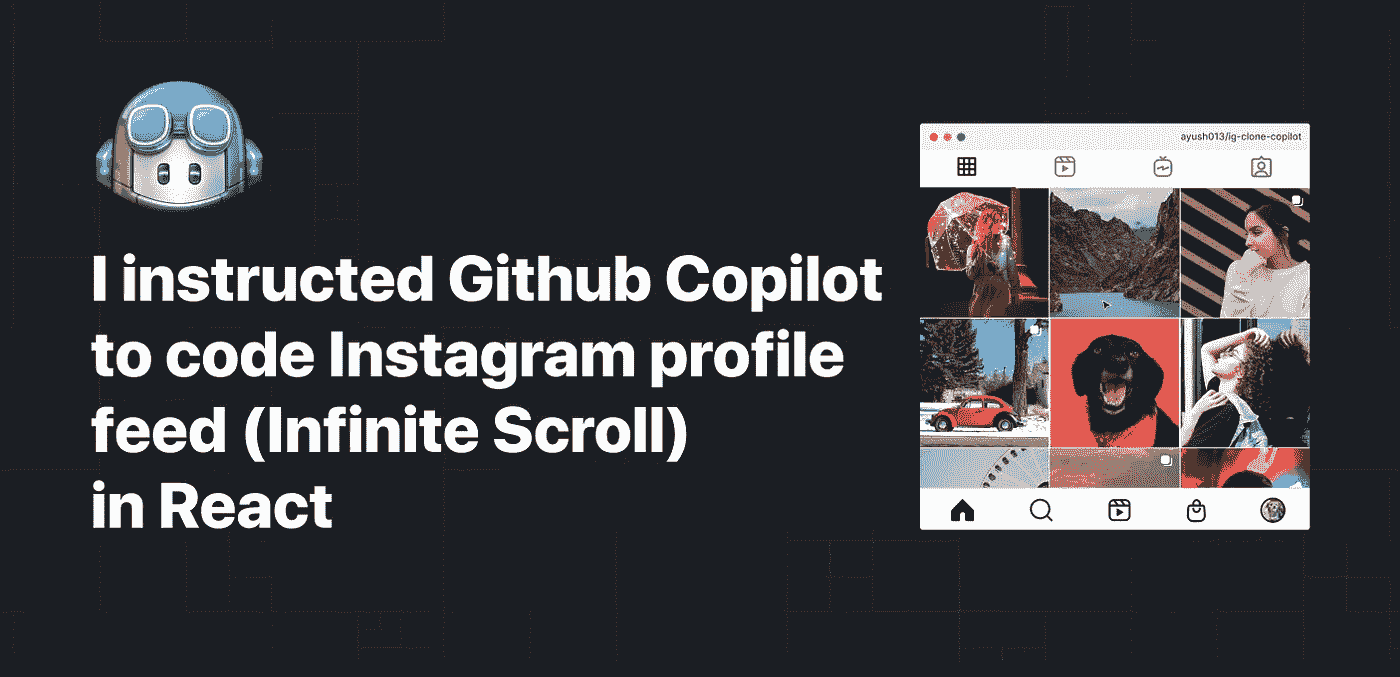 I instructed Github Copilot
to code Instagram profile
feed (Infinite Scroll)
in React
ayush013/ig-clone-copilot